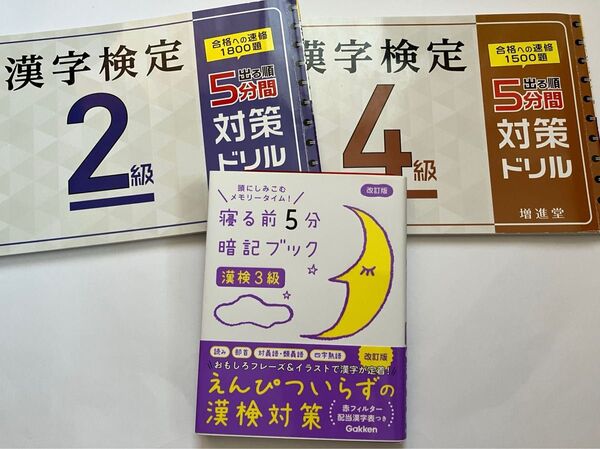 漢字検定
2級
合格への速修
1800題
出る順
5分間
対策
ドリル
漢字検定
4級
合格への速修
1500題
出る順
5分間
対策
ドリル
増進堂
頭にしみこむ
メモリータイム！
改訂版
寝る前5分
暗記ブック
漢検3級
読み 部首 対義語・類義語 四字熟語 改訂版
おもしろフレーズ&イラストで漢字が定着！
えんぴついらずの
漢検対策
赤フィルター
配当漢字表つき
Gakken